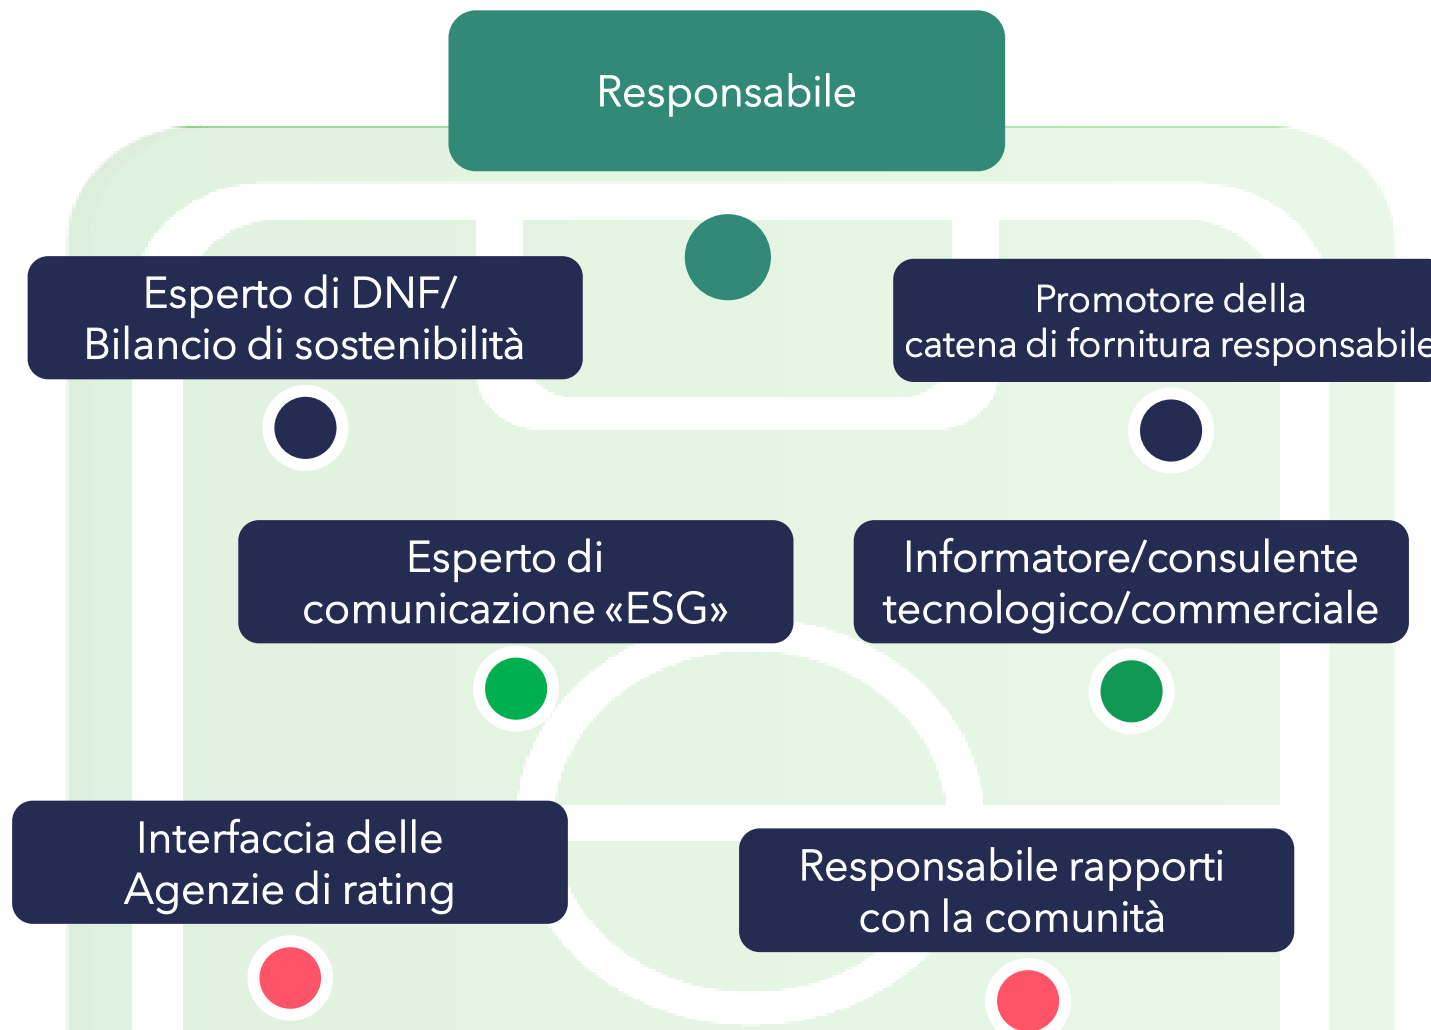 Responsabile
Esperto di DNF/
Bilancio di sostenibilità
Promotore della
catena di fornitura responsabile
Esperto di
comunicazione «ESG»
Informatore/consulente
tecnologico/commerciale
Interfaccia delle
Agenzie di rating
Responsabile rapporti
con la comunità